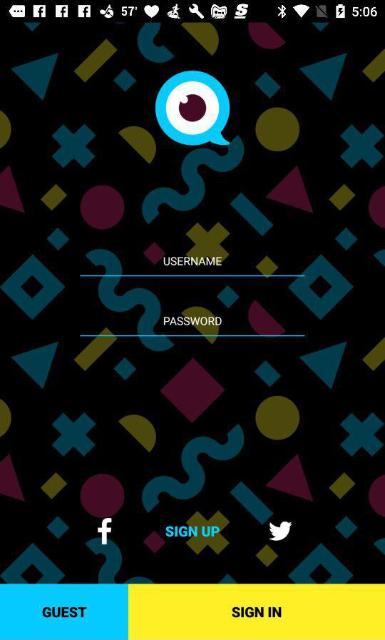 57' 5:06
USERNAME
PASSWORD
SIGN UP
GUEST SIGN IN